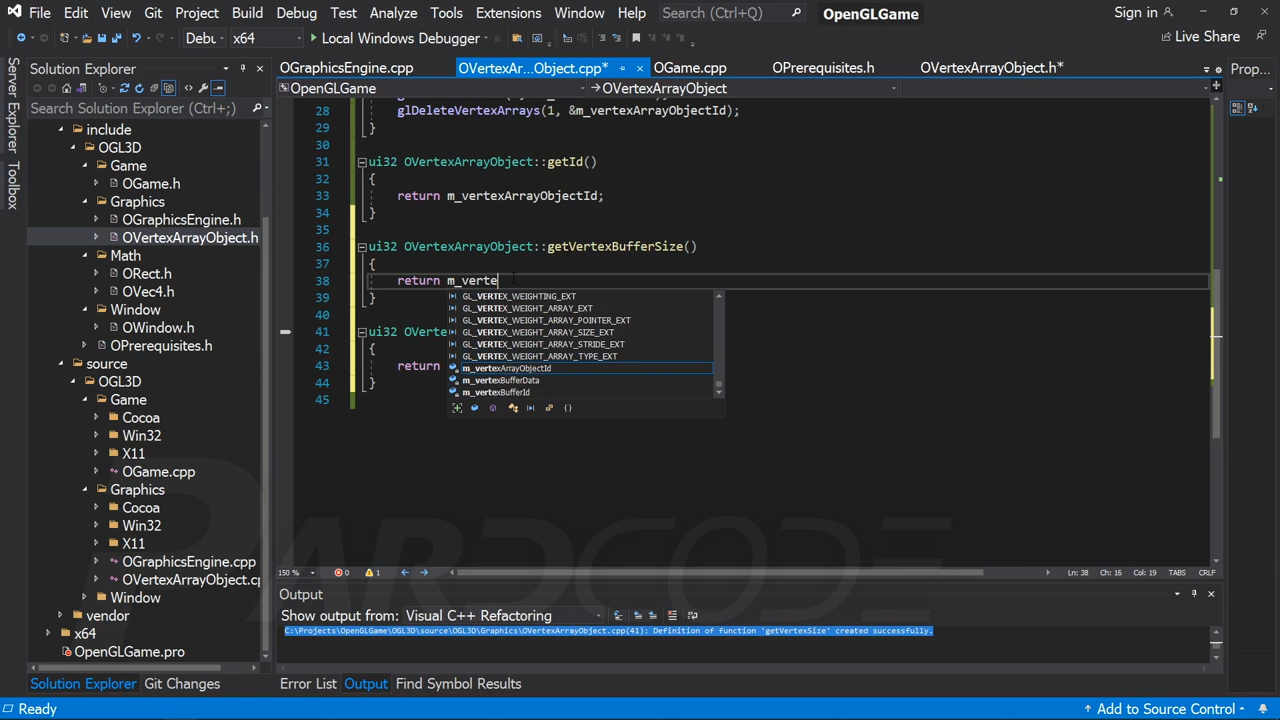 File Edit View Git Project Build Debug Test Analyze Tools Extensions Window Help Search (Ctrl+Q) OpenGLGame Sign in
Debu x64 Local Windows Debugger Live Share
Server Explorer
Toolbox
Solution Explorer
Search Solution Explorer (Ctrl+;)
include
OGL3D
Game
OGame.h
Graphics
OGraphicsEngine.h
OVertexArrayObject.h
Math
ORect.h
OVec4.h
Window
OWindow.h
OPrerequisites.h
source
OGL3D
Game
Cocoa
Win32
X11
OGame.cpp
Graphics
Cocoa
Win32
X11
OGraphicsEngine.cpp
OVertexArrayObject.cp
Window
vendor
x64
OpenGLGame.pro
Solution Explorer Git Changes
OGraphicsEngine.cpp OVertexAr...Object.cpp* OGame.cpp OPrerequisites.h OVertexArrayObject.h* Prop...
OpenGLGame OVertexArrayObject
28 glDeleteVertexArrays(1, &m_vertexArrayObjectId);
29 }
30
31 ui32 OVertexArrayObject::getId()
32 {
33 return m_vertexArrayObjectId;
34 }
35
36 ui32 OVertexArrayObject::getVertexBufferSize()
37 {
38 return m_verte
39 }
40
41 ui32 OVerte
42 {
43 return
44 }
45
GL_VERTEX_WEIGHTING_EXT
GL_VERTEX_WEIGHT_ARRAY_EXT
GL_VERTEX_WEIGHT_ARRAY_POINTER_EXT
GL_VERTEX_WEIGHT_ARRAY_SIZE_EXT
GL_VERTEX_WEIGHT_ARRAY_STRIDE_EXT
GL_VERTEX_WEIGHT_ARRAY_TYPE_EXT
m_vertexArrayObjectId
m_vertexBufferData
m_vertexBufferId
PARDCODE
150 % 0 1 Ln: 38 Ch: 16 Col: 19 TABS CRLF
Output
Show output from: Visual C++ Refactoring
C:\Projects\OpenGLGame\OGL3D\source\OGL3D\Graphics\OVertexArrayObject.cpp(41): Definition of function 'getVertexSize' created successfully.
Error List Output Find Symbol Results
Ready Add to Source Control